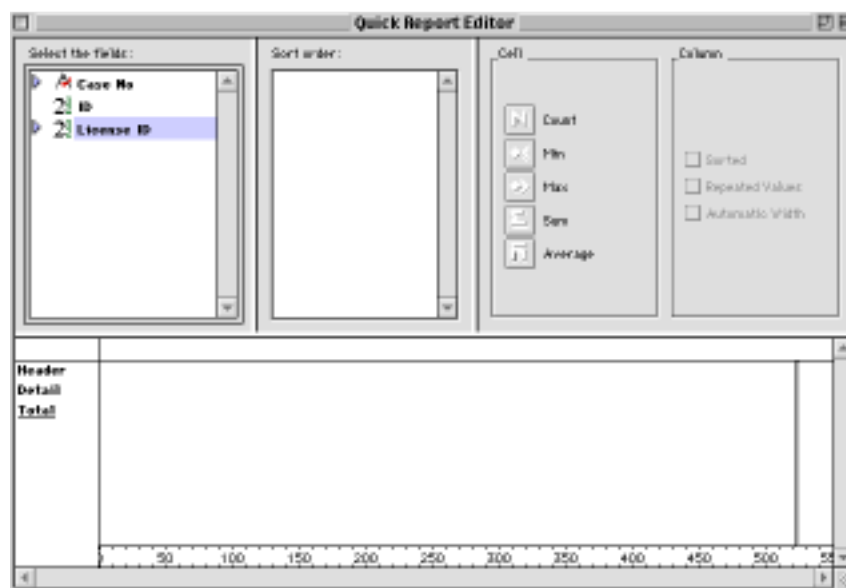 Quick Report Editor
Select the fields:
Case No
ID
License ID
Sort order:
Cell
Count
Min
Max
Sum
Average
Column
Sorted
Repeated Values
Automatic Width
Header
Detail
Total
50 100 150 200 250 300 350 400 450 500